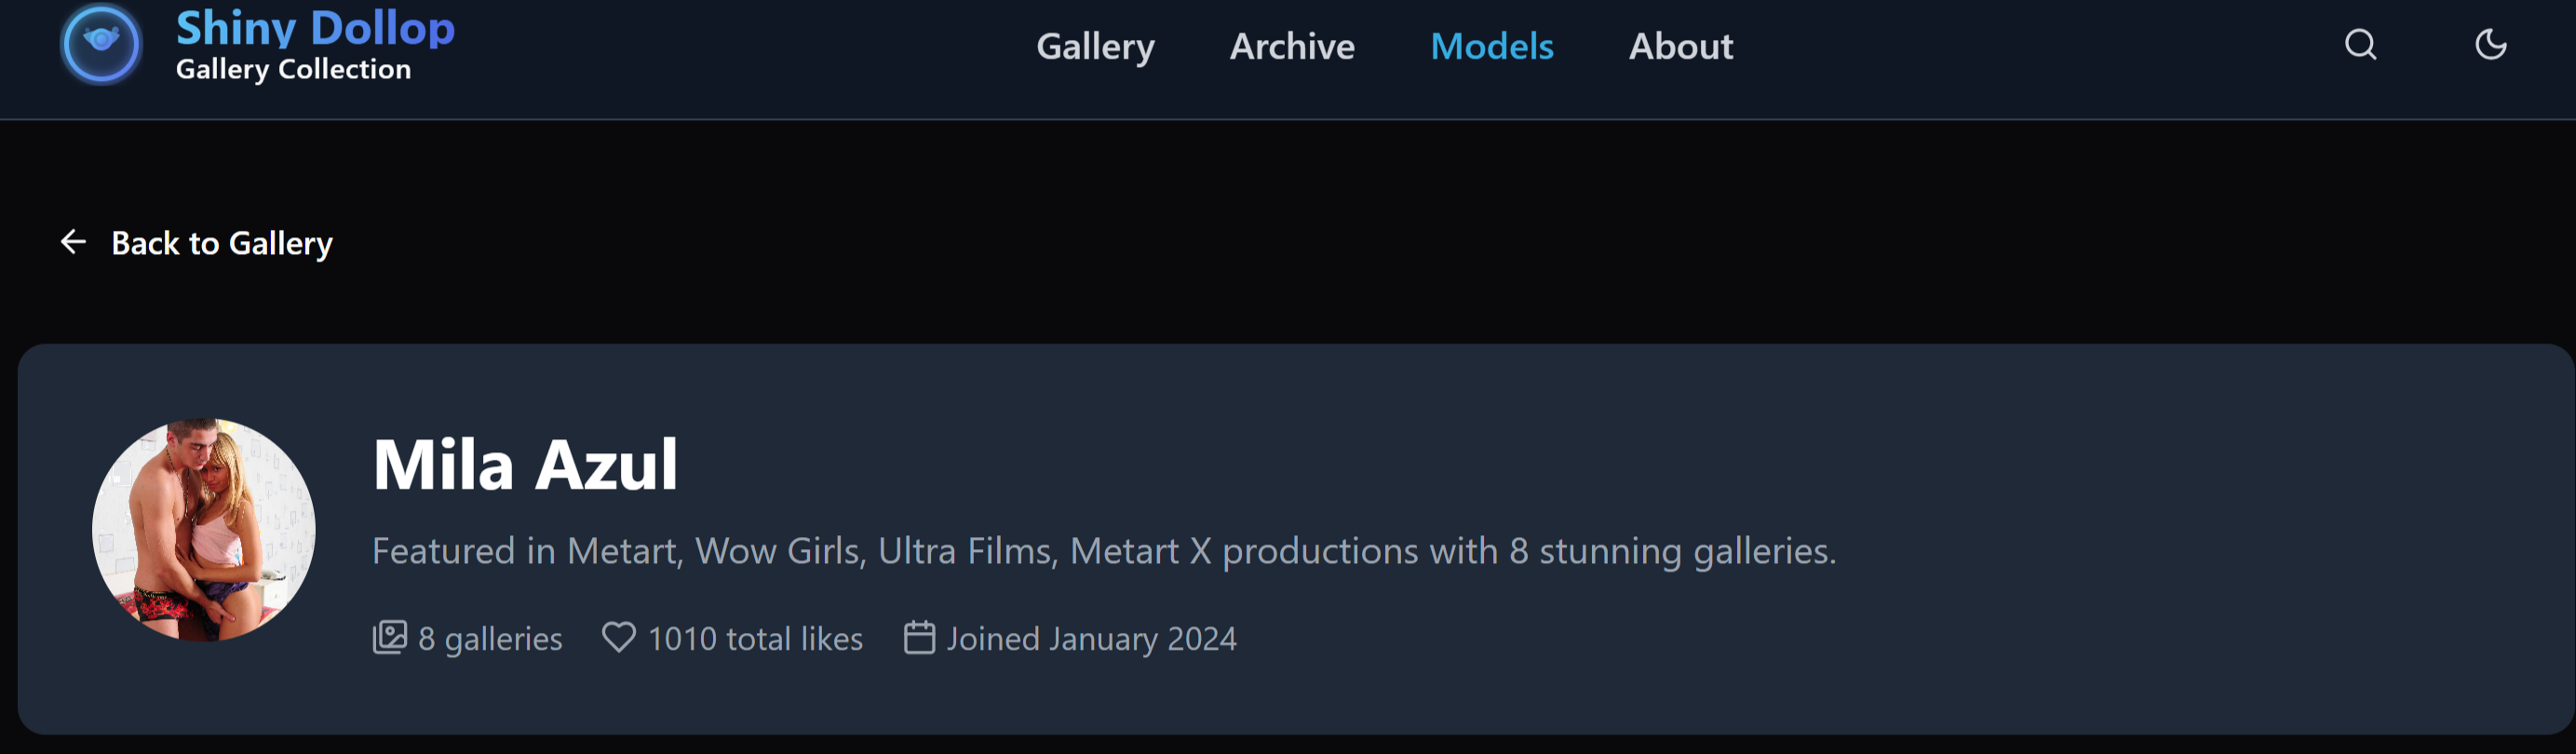 Shiny Dollop
Gallery Collection
Gallery Archive Models About
Back to Gallery
Mila Azul
Featured in Metart, Wow Girls, Ultra Films, Metart X productions with 8 stunning galleries.
8 galleries 1010 total likes Joined January 2024